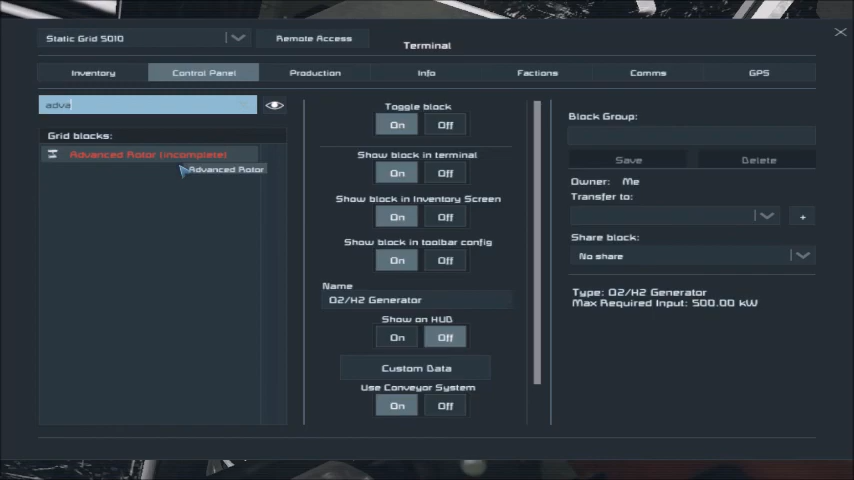 Static Grid 5010
Remote Access
Terminal
Inventory
Control Panel
Production
Info
Factions
Comms
GPS
adva
Grid blocks:
Advanced Rotor (Incomplete)
Advanced Rotor
Toggle block
On Off
Show block in terminal
On Off
Show block in Inventory Screen
On Off
Show block in toolbar config
On Off
Name
O2/H2 Generator
Show on HUD
On Off
Custom Data
Use Conveyor System
On Off
Block Group:
Save Delete
Owner: Me
Transfer to:
+
Share block:
No share
Type: O2/H2 Generator
Max Required Input: 500.00 kW